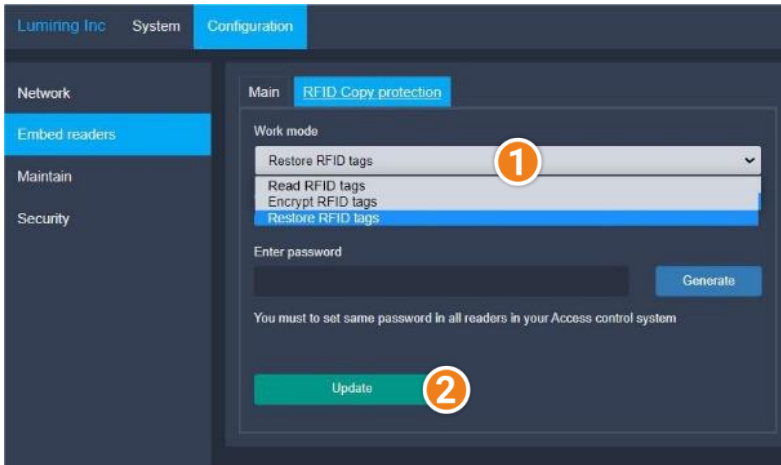 Lumiring Inc System Configuration
Network
Embed readers
Maintain
Security
Main RFID Copy protection
Work mode
Restore RFID tags 1
Read RFID tags
Encrypt RFID tags
Restore RFID tags
Enter password
Generate
You must to set same password in all readers in your Access control system
Update 2